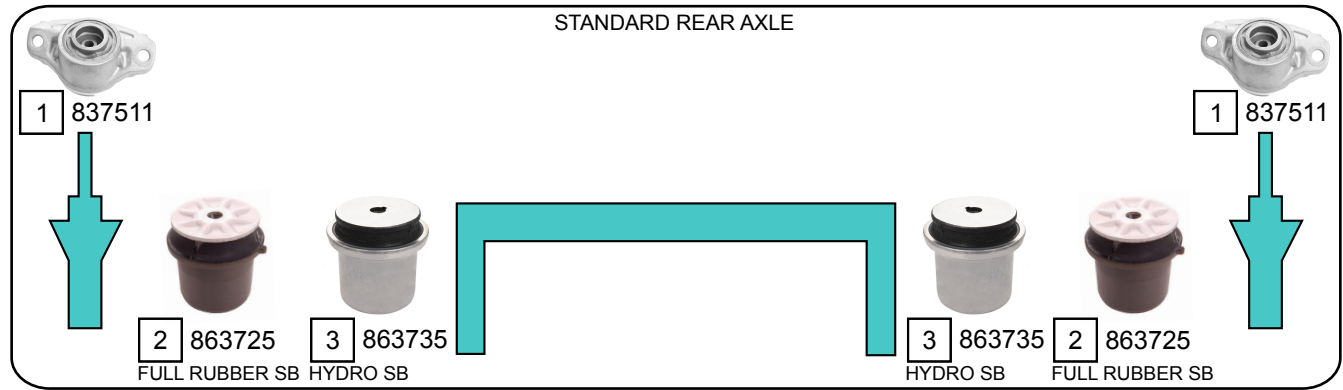 STANDARD REAR AXLE
1 837511
1 837511
2 863725
FULL RUBBER SB
3 863735
HYDRO SB
3 863735
HYDRO SB
2 863725
FULL RUBBER SB